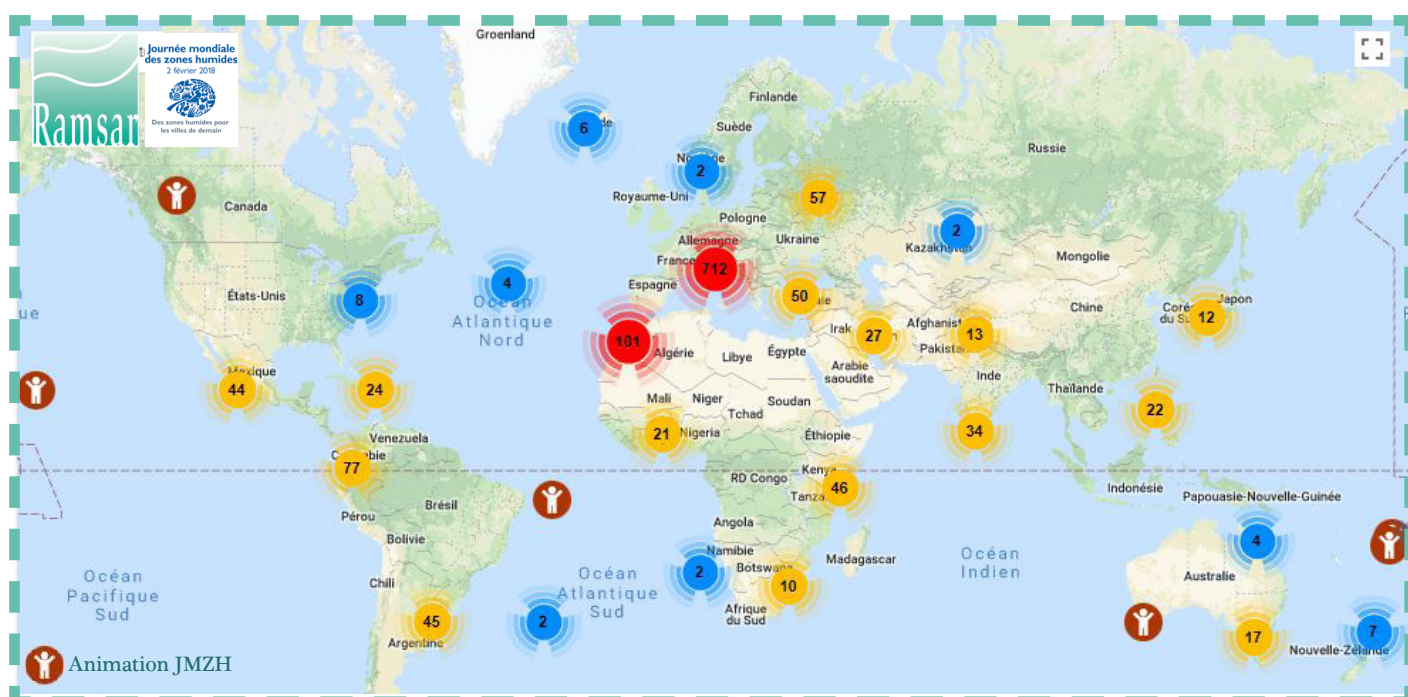 Groenland
Journée mondiale
des zones humides
2 février 2018
Des zones humides pour
les villes de demain
Ramsar
Finlande
Suède
6
Russie
2
Royaume-Uni
57
Canada
Pologne
Allemagne
Ukraine
2
Kazakhstan
Mongolie
France
712
Espagne
4
États-Unis
8
50
Océan
Atlantique
Nord
Chine
Japon
12
101
Irak
27
Afghanist
13
Pakista
Algérie
Libye
Égypte
Arabie
saoudite
Inde
Mexique
44
24
Mali
Niger
Soudan
Tchad
Thaïlande
22
21
Nigeria
Éthiopie
34
Venezuela
77
RD Congo
Kenya
46
Tanza
Indonésie
Papouasie-Nouvelle-Guinée
Brésil
Pérou
Angola
Bolivie
4
Namibie
Madagascar
Océan
Indien
2
Botswana
10
Australie
Océan
Pacifique
Sud
Chili
Océan
Atlantique
Sud
Afrique
du Sud
45
2
Argentine
17
7
Nouvelle-Zélande
Animation JMZH